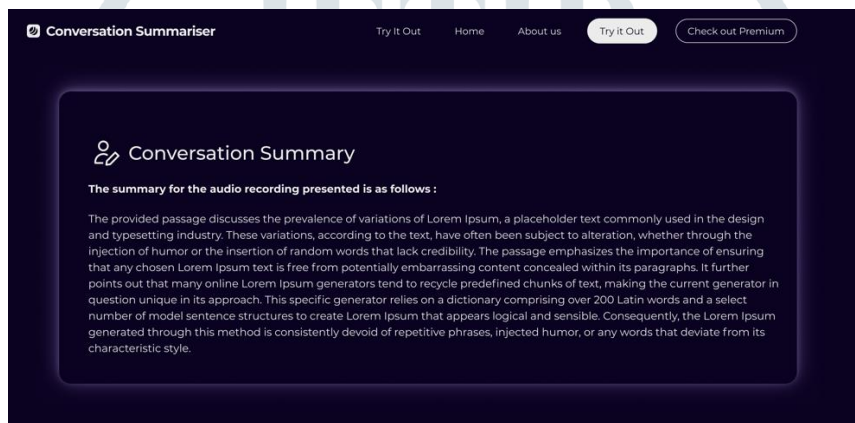 Conversation Summariser
Try It Out
Home
About us
Try it Out
Check out Premium
Conversation Summary
The summary for the audio recording presented is as follows :
The provided passage discusses the prevalence of variations of Lorem Ipsum, a placeholder text commonly used in the design
and typesetting industry. These variations, according to the text, have often been subject to alteration, whether through the
injection of humor or the insertion of random words that lack credibility. The passage emphasizes the importance of ensuring
that any chosen Lorem Ipsum text is free from potentially embarrassing content concealed within its paragraphs. It further
points out that many online Lorem Ipsum generators tend to recycle predefined chunks of text, making the current generator in
question unique in its approach. This specific generator relies on a dictionary comprising over 200 Latin words and a select
number of model sentence structures to create Lorem Ipsum that appears logical and sensible. Consequently, the Lorem Ipsum
generated through this method is consistently devoid of repetitive phrases, injected humor, or any words that deviate from its
characteristic style.